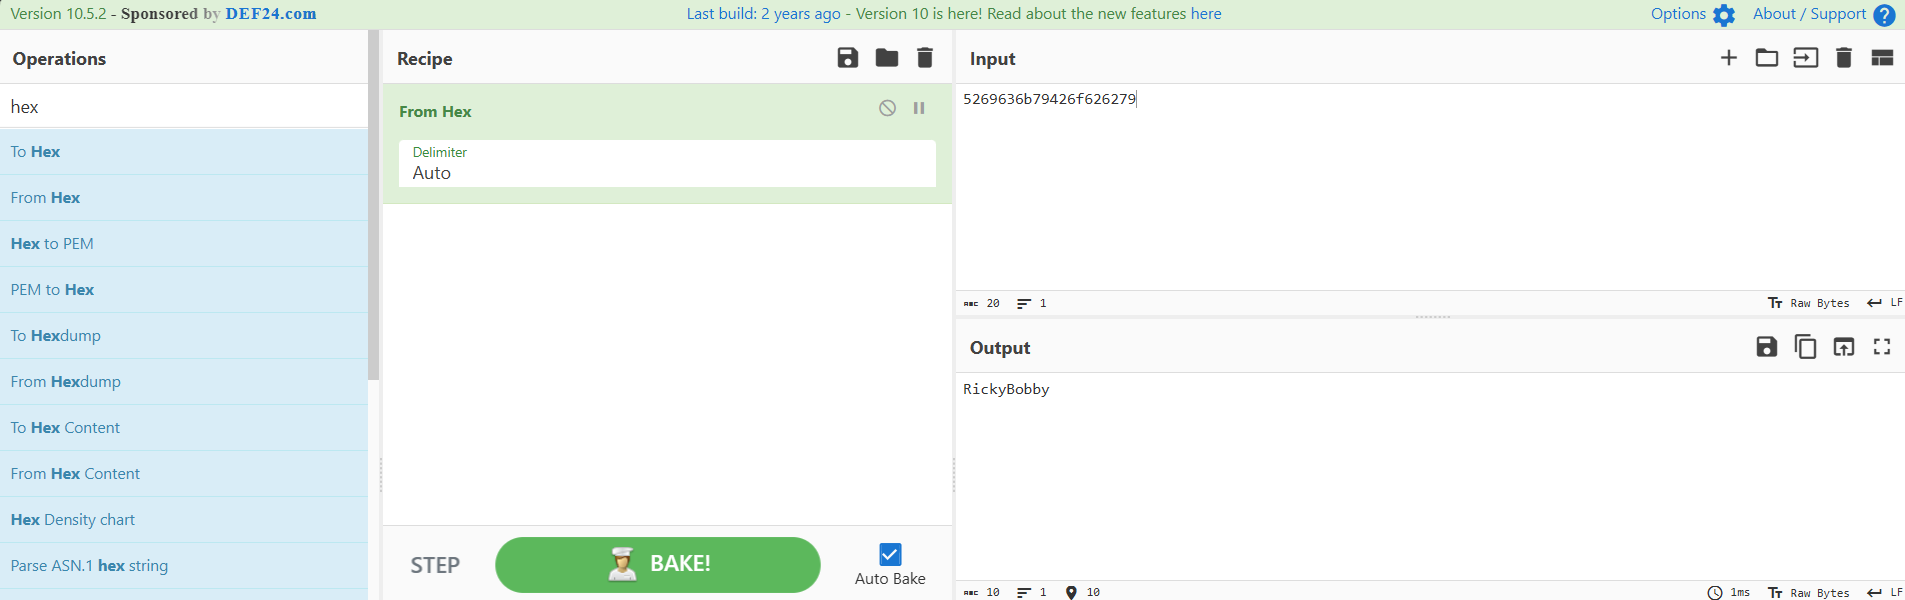 Version 10.5.2 - Sponsored by DEF24.com
Last build: 2 years ago - Version 10 is here! Read about the new features here
Options
About / Support
Operations
hex
To Hex
From Hex
Hex to PEM
PEM to Hex
To Hexdump
From Hexdump
To Hex Content
From Hex Content
Hex Density chart
Parse ASN.1 hex string
Recipe
From Hex
Delimiter
Auto
STEP
BAKE!
Auto Bake
Input
5269636b79426f626279
ABC 20 1
Tт Raw Bytes LF
Output
RickyBobby
ABC 10 1 10
1ms Tт Raw Bytes LF